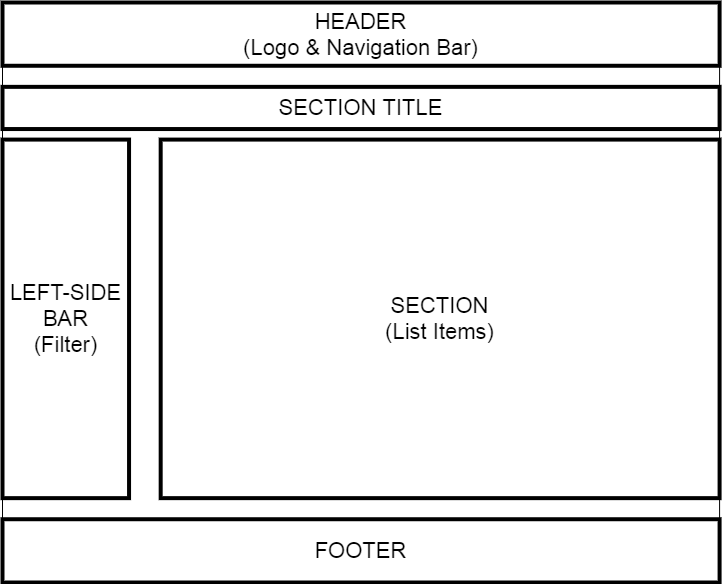 HEADER
(Logo & Navigation Bar)
SECTION TITLE
LEFT-SIDE
BAR
(Filter)
SECTION
(List Items)
FOOTER